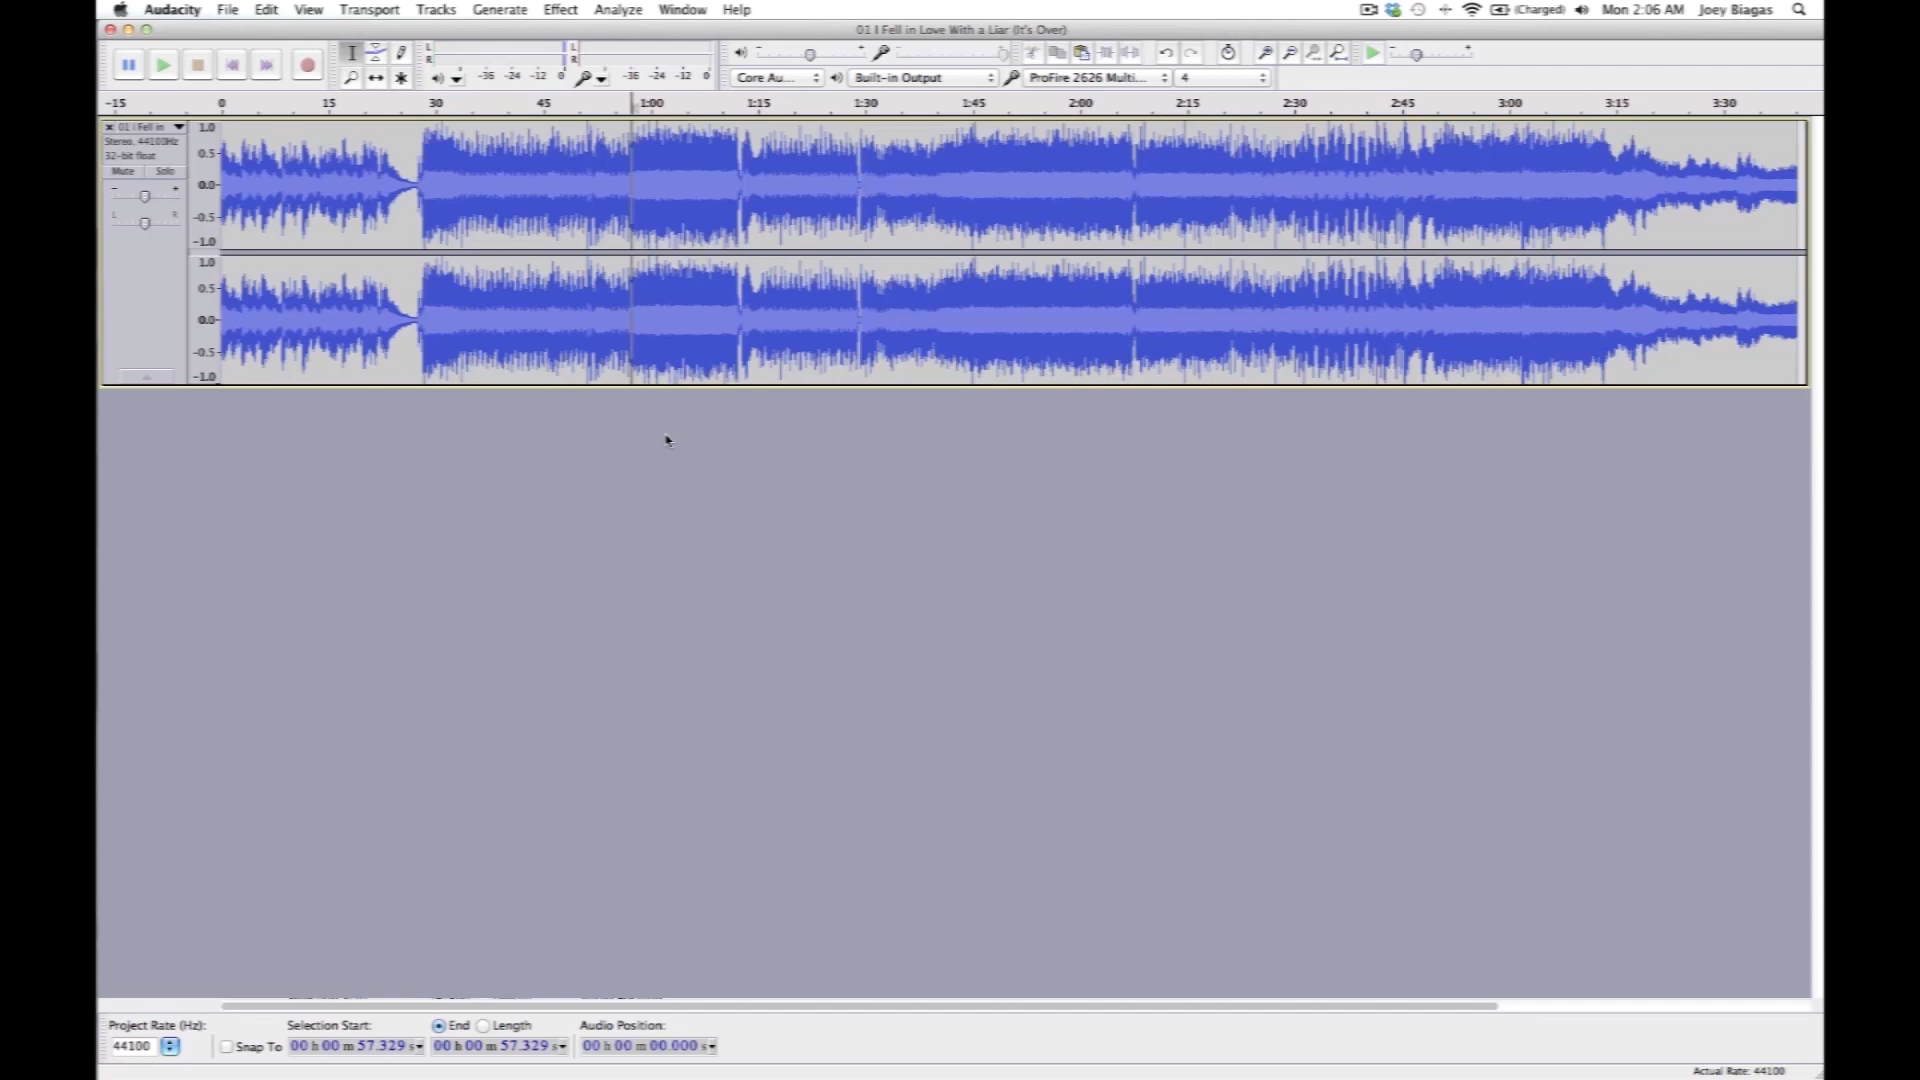 Audacity File Edit View Transport Tracks Generate Effect Analyze Window Help (Charged) Mon 2:06 AM Joey Biagas
01 I Fell in Love With a Liar (It's Over)
L R L R
-36 -24 -12 0 -36 -24 -12 0
Core Au... Built-in Output ProFire 2626 Multi... 4
-15 0 15 30 45 1:00 1:15 1:30 1:45 2:00 2:15 2:30 2:45 3:00 3:15 3:30
01 I Fell in
Stereo, 44100Hz
32-bit float
Mute Solo
- +
L R
1.0
0.5
0.0
-0.5
-1.0
1.0
0.5
0.0
-0.5
-1.0
Project Rate (Hz): Selection Start: End Length Audio Position:
44100 Snap To 00 h 00 m 57.329 s 00 h 00 m 57.329 s 00 h 00 m 00.000 s
Actual Rate: 44100